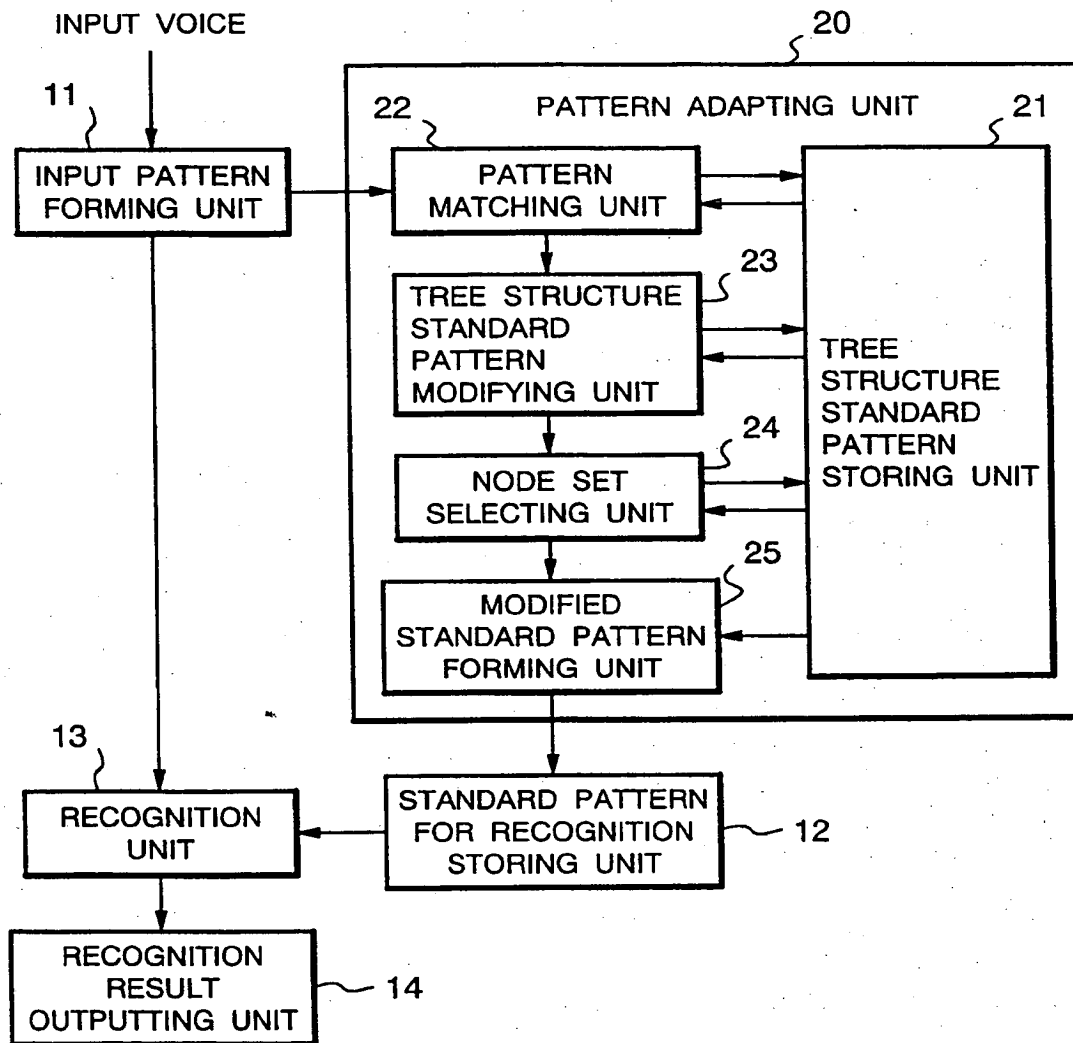 INPUT VOICE
20
11
PATTERN ADAPTING UNIT
22
21
INPUT PATTERN
FORMING UNIT
PATTERN
MATCHING UNIT
23
TREE STRUCTURE
STANDARD
PATTERN
MODIFYING UNIT
TREE
STRUCTURE
STANDARD
PATTERN
STORING UNIT
24
NODE SET
SELECTING UNIT
25
MODIFIED
STANDARD PATTERN
FORMING UNIT
13
RECOGNITION
UNIT
STANDARD PATTERN
FOR RECOGNITION
STORING UNIT
12
RECOGNITION
RESULT
OUTPUTTING UNIT
14